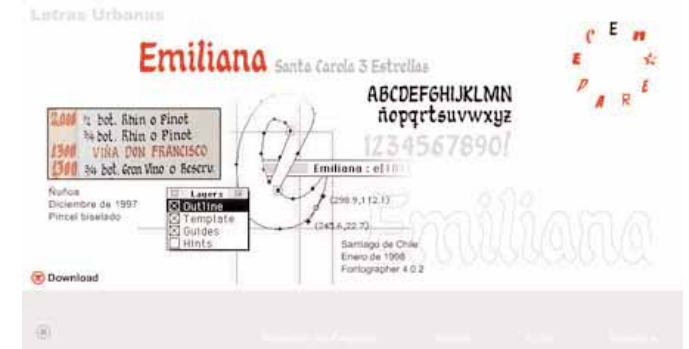 Letras Urbanas
Emiliana Santa Carola 3 Estrellas
ABCDEFGHIJKLMN
ñopqrtsuvwxyz
1234567890!
2,000 ½ bot. Rhin o Pinot
¾ bot. Rhin o Pinot
1300 VIÑA DON FRANCISCO
1300 ¾ bot. Gran Vino o Reserv.
Emiliana : e[101]
Layers
Outline
Template
Guides
Hints
(298.9,112.1)
(245.6,22.7)
Ñuñoa
Diciembre de 1997
Pincel biselado
Santiago de Chile
Enero de 1998
Fontographer 4.0.2
Emiliana
Download